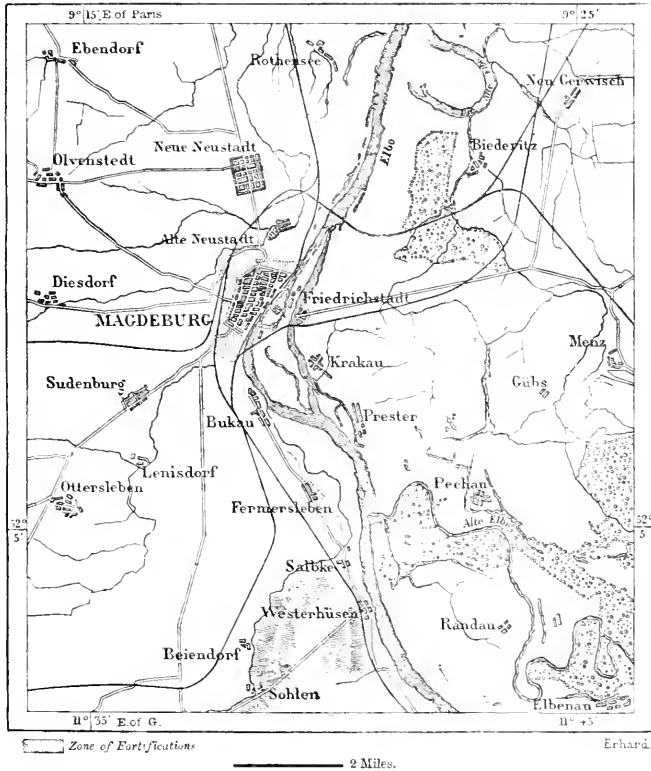 9° 15' E. of Paris
9° 25'
Ebendorf
Rothensee
Alte Elbe
Neu Gerwisch
Olvenstedt
Neue Neustadt
Elbe
Biederitz
Alte Neustadt
Diesdorf
MAGDEBURG
Friedrichstadt
Menz
Krakau
Gübs
Sudenburg
Bukau
Prester
Lenisdorf
Ottersleben
Pechau
Fermersleben
Alte Elbe
52°
5'
52°
5'
Salbke
Westerhüsen
Randau
Beiendorf
Sohlen
Elbenau
11° 35' E. of G.
11° 45'
Zone of Fortifications
Erhard
2 Miles.